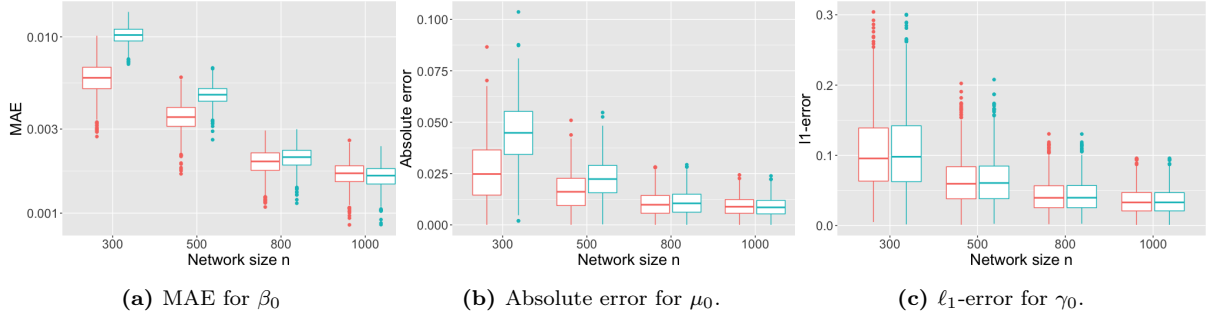 0.010
0.003
0.001
MAE
300
500
800
1000
Network size n
(a) MAE for β₀
0.100
0.075
0.050
0.025
0.000
Absolute error
300
500
800
1000
Network size n
(b) Absolute error for μ₀.
0.3
0.2
0.1
0.0
l1-error
300
500
800
1000
Network size n
(c) ℓ₁-error for γ₀.